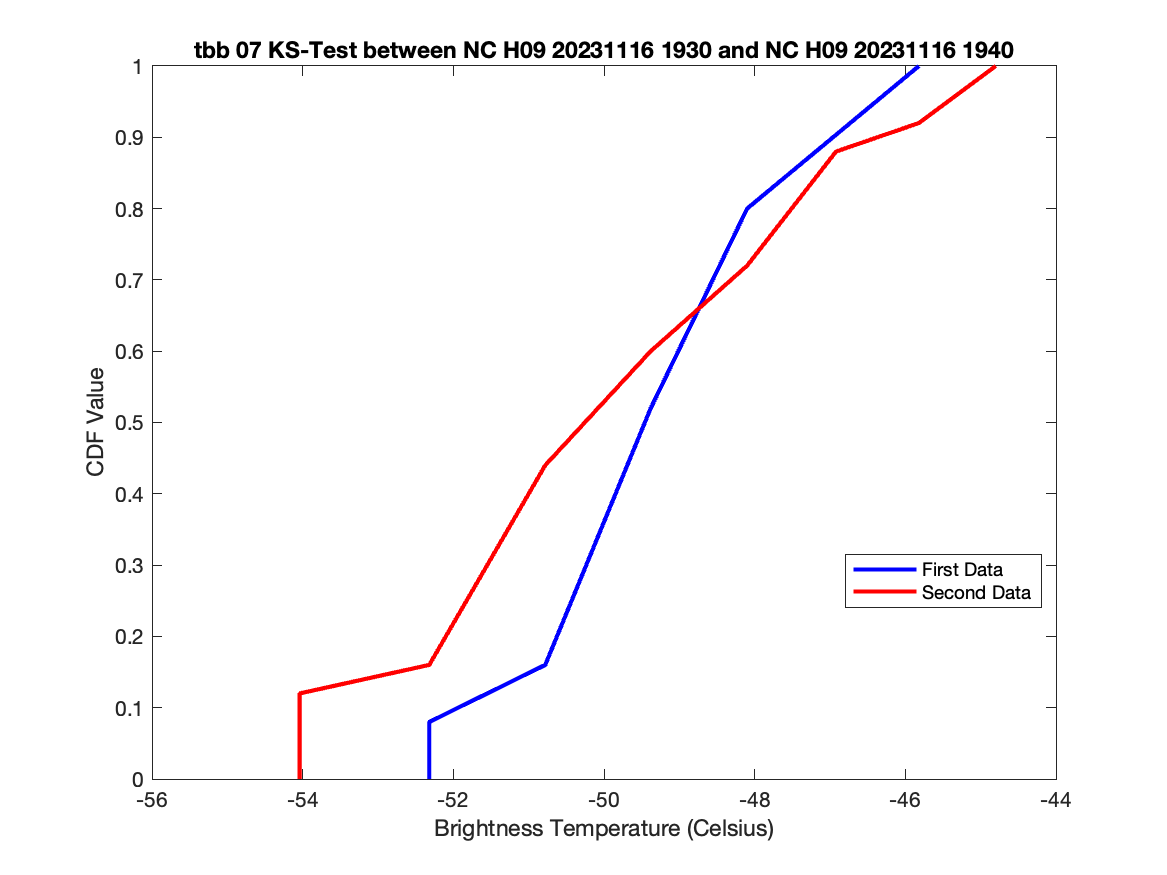 tbb 07 KS-Test between NC H09 20231116 1930 and NC H09 20231116 1940
1
0.9
0.8
0.7
0.6
0.5
0.4
0.3
0.2
0.1
0
CDF Value
First Data
Second Data
-56 -54 -52 -50 -48 -46 -44
Brightness Temperature (Celsius)